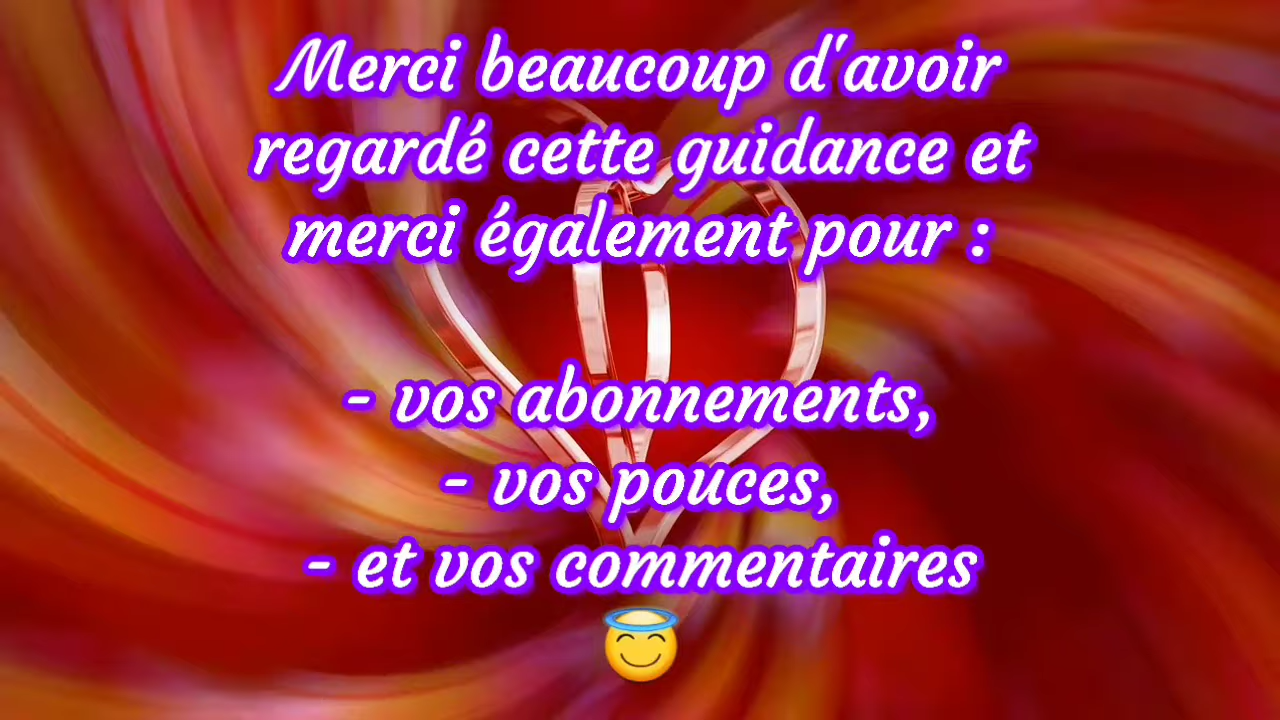 Merci beaucoup d'avoir
regardé cette guidance et
merci également pour :
- vos abonnements,
- vos pouces,
- et vos commentaires